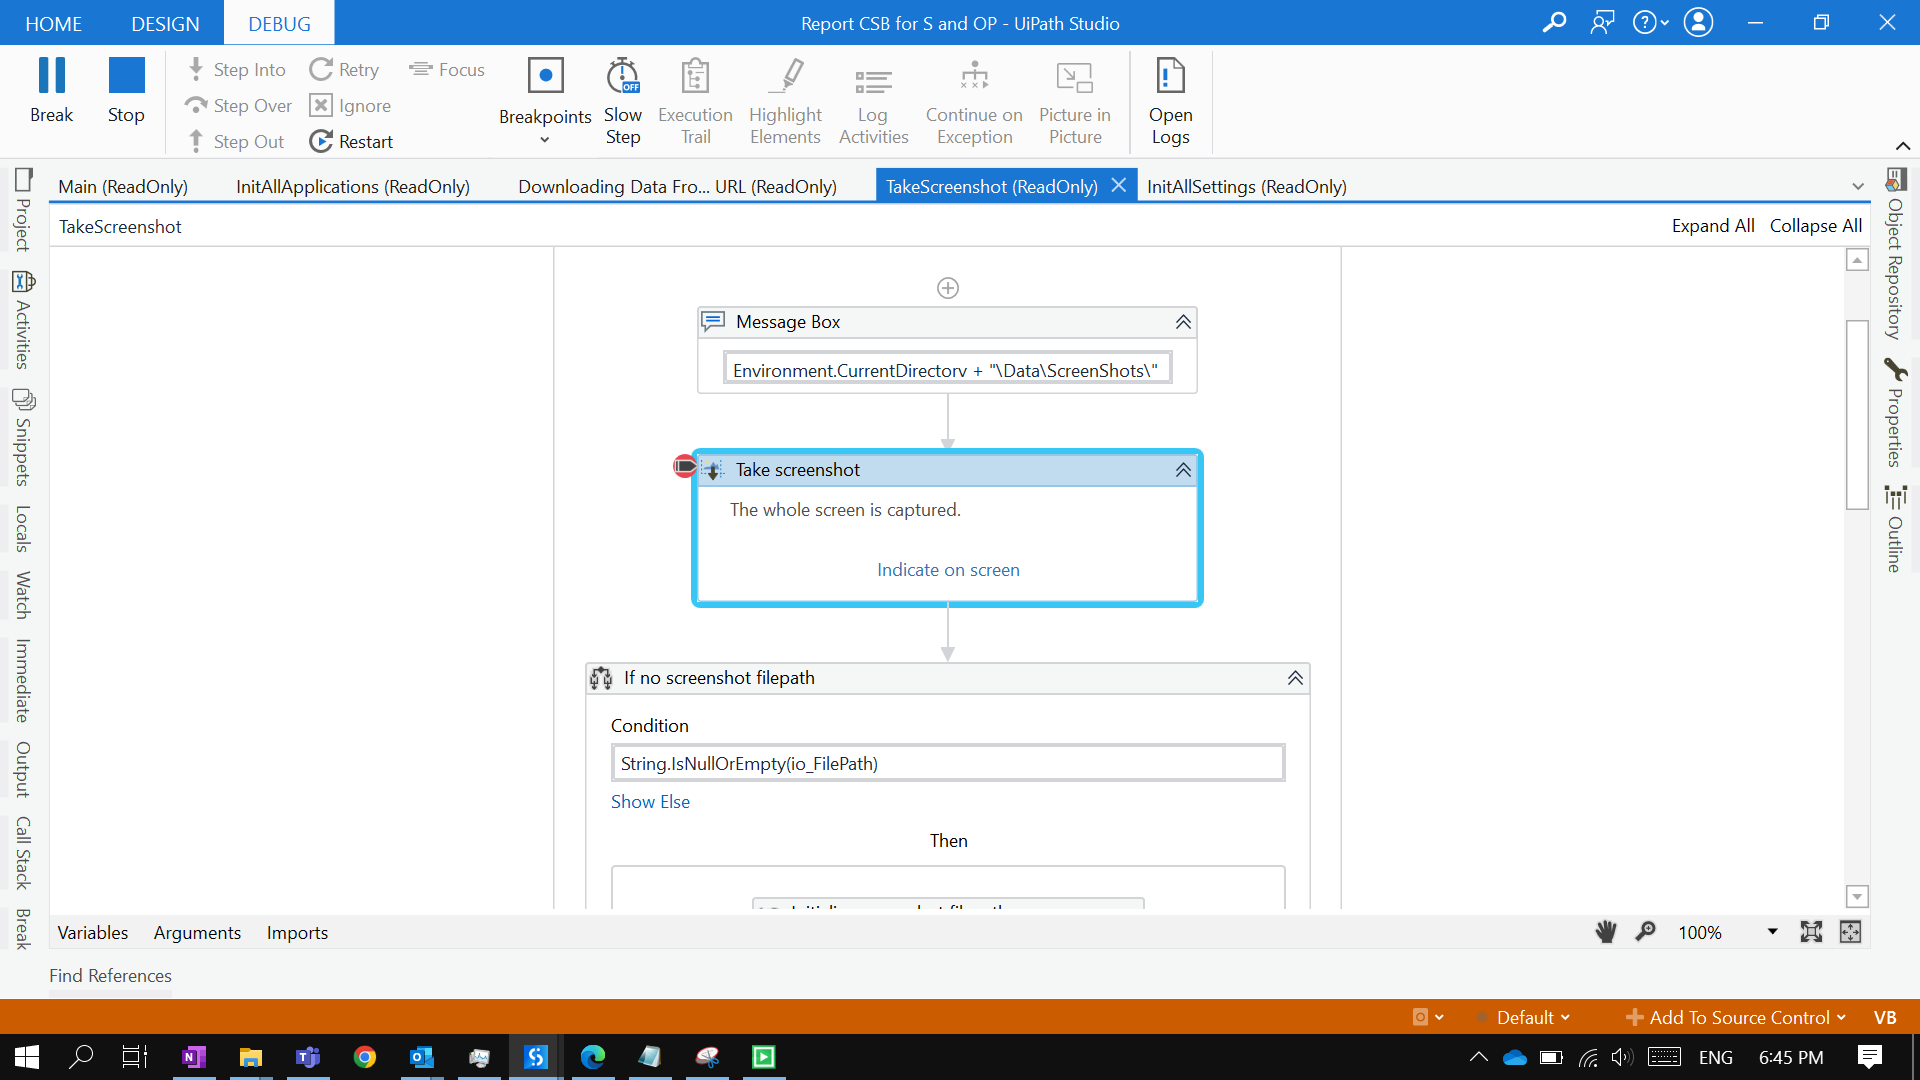 HOME DESIGN DEBUG Report CSB for S and OP - UiPath Studio
Break
Stop
Step Into
Step Over
Step Out
Retry
Ignore
Restart
Focus
Breakpoints
Slow
Step
OFF
Execution
Trail
Highlight
Elements
Log
Activities
Continue on
Exception
Picture in
Picture
Open
Logs
Main (ReadOnly) InitAllApplications (ReadOnly) Downloading Data Fro... URL (ReadOnly) TakeScreenshot (ReadOnly) InitAllSettings (ReadOnly)
TakeScreenshot
Expand All Collapse All
Project
Activities
Snippets
Locals
Watch
Immediate
Output
Call Stack
Break
Message Box
Environment.CurrentDirectory + "\Data\ScreenShots\"
Take screenshot
The whole screen is captured.
Indicate on screen
If no screenshot filepath
Condition
String.IsNullOrEmpty(io_FilePath)
Show Else
Then
Object Repository
Properties
Outline
Variables Arguments Imports
100%
Find References
Default Add To Source Control VB
ENG 6:45 PM